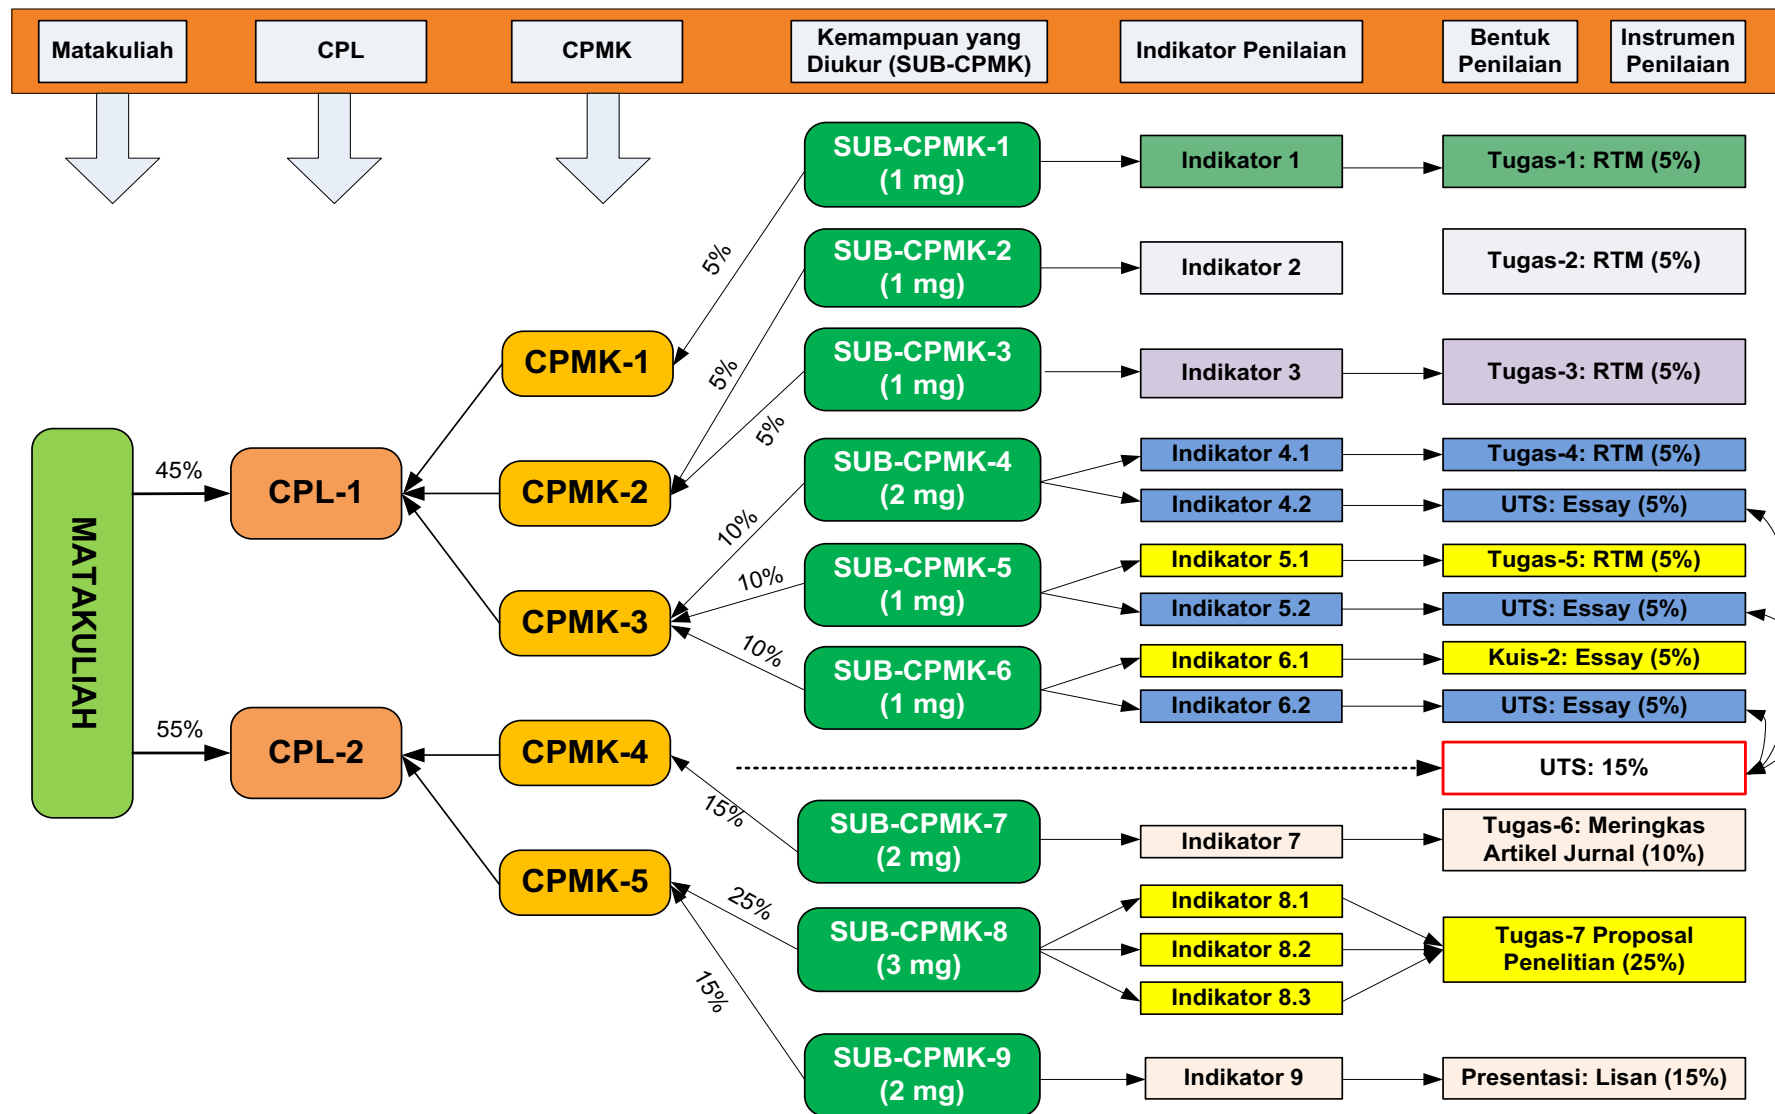 Matakuliah
CPL
CPMK
Kemampuan yang
Diukur (SUB-CPMK)
Indikator Penilaian
Bentuk
Penilaian
Instrumen
Penilaian
SUB-CPMK-1
(1 mg)
Indikator 1
Tugas-1: RTM (5%)
5%
SUB-CPMK-2
(1 mg)
Indikator 2
Tugas-2: RTM (5%)
5%
CPMK-1
SUB-CPMK-3
(1 mg)
Indikator 3
Tugas-3: RTM (5%)
5%
MATAKULIAH
45%
CPL-1
CPMK-2
SUB-CPMK-4
(2 mg)
Indikator 4.1
Tugas-4: RTM (5%)
Indikator 4.2
UTS: Essay (5%)
10%
SUB-CPMK-5
(1 mg)
Indikator 5.1
Tugas-5: RTM (5%)
Indikator 5.2
UTS: Essay (5%)
10%
CPMK-3
SUB-CPMK-6
(1 mg)
Indikator 6.1
Kuis-2: Essay (5%)
Indikator 6.2
UTS: Essay (5%)
10%
55%
CPL-2
CPMK-4
UTS: 15%
15%
SUB-CPMK-7
(2 mg)
Indikator 7
Tugas-6: Meringkas
Artikel Jurnal (10%)
CPMK-5
25%
SUB-CPMK-8
(3 mg)
Indikator 8.1
Indikator 8.2
Indikator 8.3
Tugas-7 Proposal
Penelitian (25%)
15%
SUB-CPMK-9
(2 mg)
Indikator 9
Presentasi: Lisan (15%)